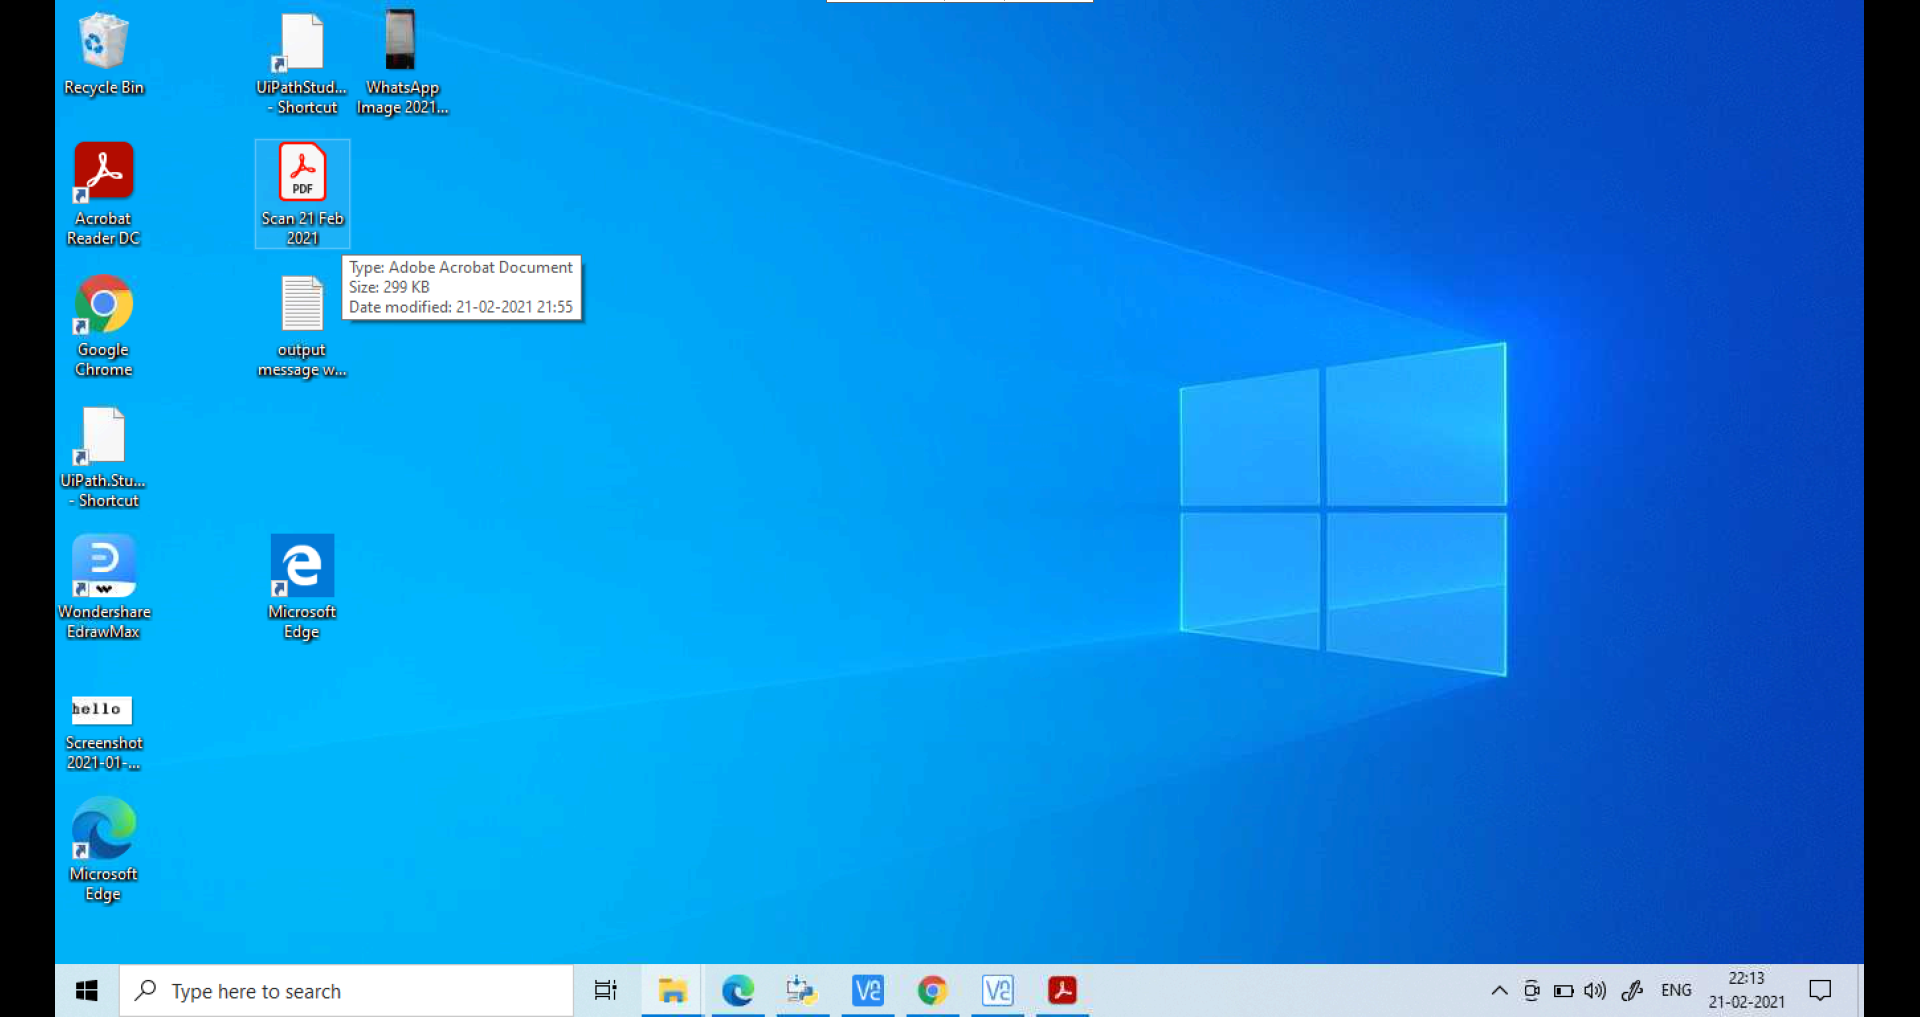 Recycle Bin
UiPathStud...
- Shortcut
WhatsApp
Image 2021...
Acrobat
Reader DC
PDF
Scan 21 Feb
2021
Type: Adobe Acrobat Document
Size: 299 KB
Date modified: 21-02-2021 21:55
Google
Chrome
output
message w...
UiPath.Stu...
- Shortcut
Wondershare
EdrawMax
Microsoft
Edge
hello
Screenshot
2021-01-...
Microsoft
Edge
Type here to search
V2
V2
ENG
22:13
21-02-2021